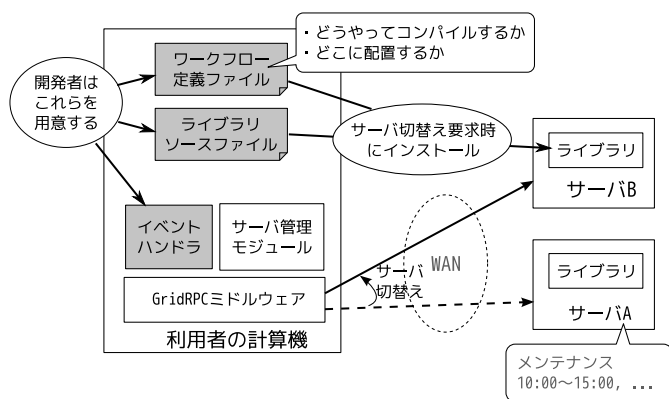 ・どうやってコンパイルするか
・どこに配置するか
ワークフロー
定義ファイル
開発者は
これらを
用意する
ライブラリ
ソースファイル
サーバ切替え要求時
にインストール
ライブラリ
サーバB
イベント
ハンドラ
サーバ管理
モジュール
WAN
サーバ
切替え
GridRPCミドルウェア
ライブラリ
サーバA
利用者の計算機
メンテナンス
10:00〜15:00, ...